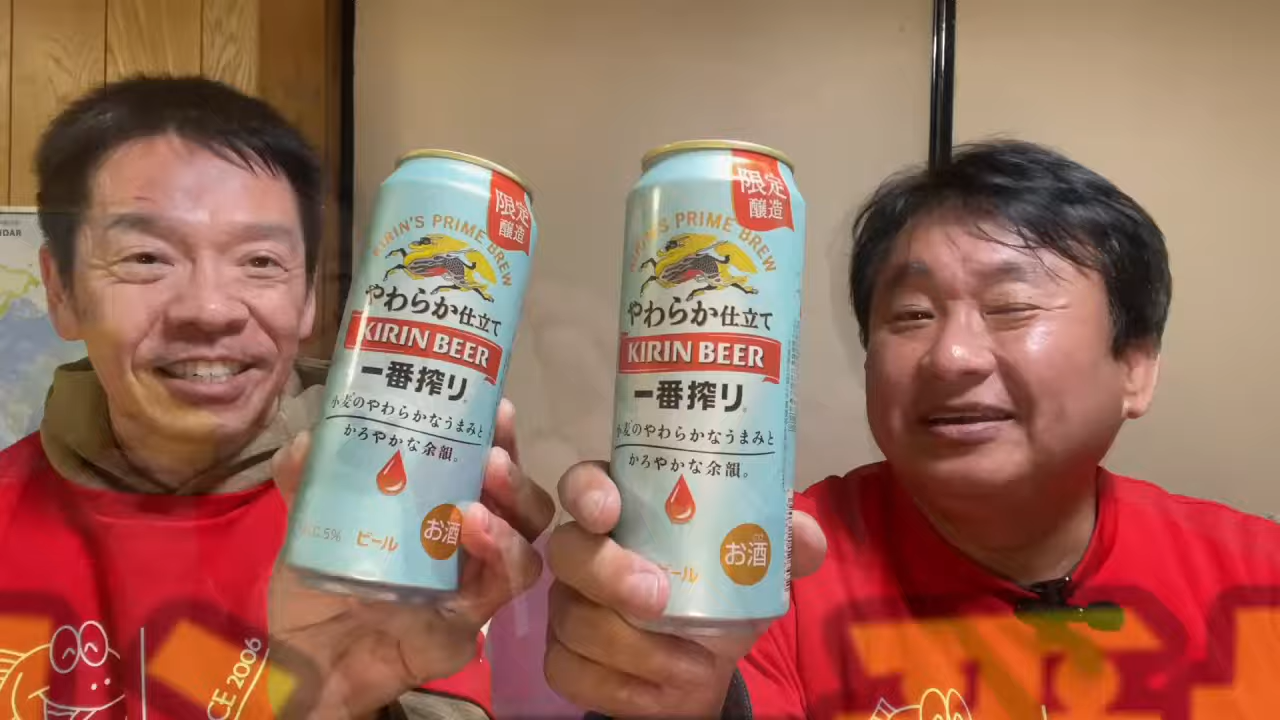 限定
醸造
KIRIN'S PRIME BREW
やわらか仕立て
KIRIN BEER
一番搾り
小麦のやわらかなうまみと
かろやかな余韻。
ALC.5%
ビール
お酒
限定
醸造
KIRIN'S PRIME BREW
やわらか仕立て
KIRIN BEER
一番搾り
小麦のやわらかなうまみと
かろやかな余韻。
ビール
お酒
NDAR
CE 2006